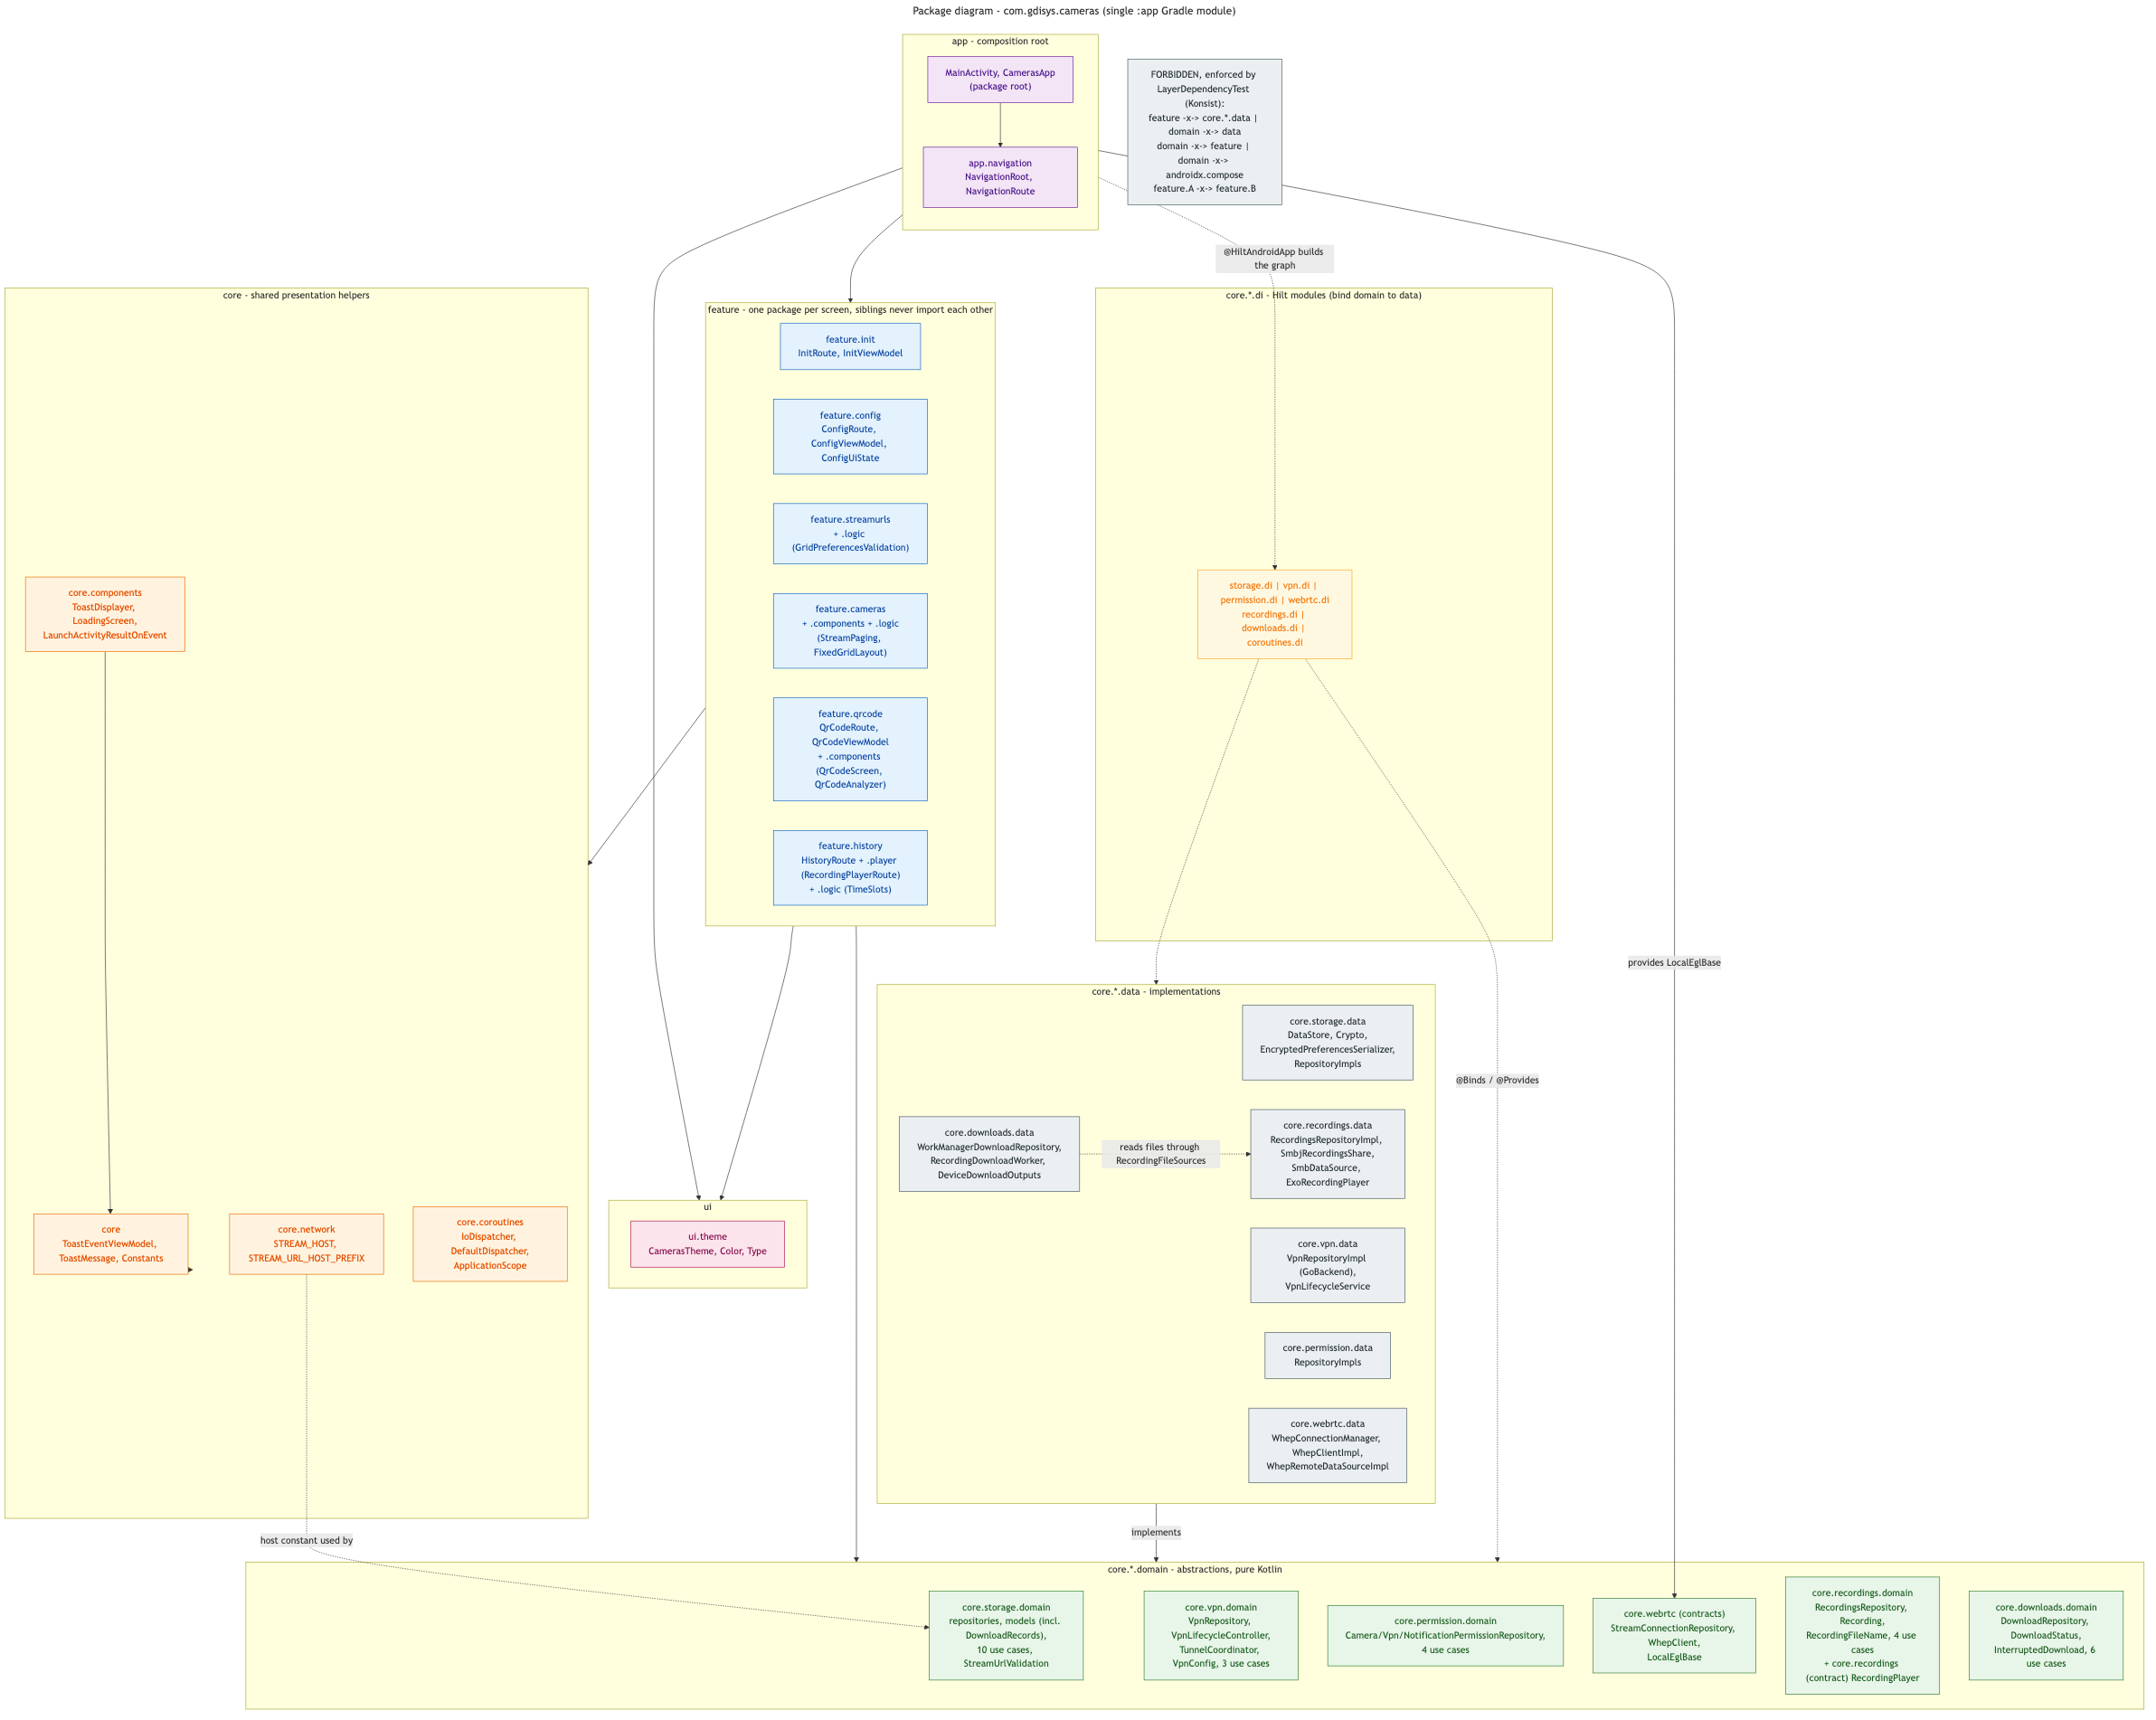 Package diagram - com.gdisys.cameras (single :app Gradle module)
app - composition root
MainActivity, CamerasApp
(package root)
app.navigation
NavigationRoot,
NavigationRoute
FORBIDDEN, enforced by
LayerDependencyTest
(Konsist):
feature -x-> core.*.data |
domain -x-> data
domain -x-> feature |
domain -x->
androidx.compose
feature.A -x-> feature.B
@HiltAndroidApp builds
the graph
core - shared presentation helpers
core.components
ToastDisplayer,
LoadingScreen,
LaunchActivityResultOnEvent
core
ToastEventViewModel,
ToastMessage, Constants
core.network
STREAM_HOST,
STREAM_URL_HOST_PREFIX
core.coroutines
IoDispatcher,
DefaultDispatcher,
ApplicationScope
feature - one package per screen, siblings never import each other
feature.init
InitRoute, InitViewModel
feature.config
ConfigRoute,
ConfigViewModel,
ConfigUiState
feature.streamurls
+ .logic
(GridPreferencesValidation)
feature.cameras
+ .components + .logic
(StreamPaging,
FixedGridLayout)
feature.qrcode
QrCodeRoute,
QrCodeViewModel
+ .components
(QrCodeScreen,
QrCodeAnalyzer)
feature.history
HistoryRoute + .player
(RecordingPlayerRoute)
+ .logic (TimeSlots)
core.*.di - Hilt modules (bind domain to data)
storage.di | vpn.di |
permission.di | webrtc.di
recordings.di |
downloads.di |
coroutines.di
provides LocalEglBase
@Binds / @Provides
ui
ui.theme
CamerasTheme, Color, Type
core.*.data - implementations
core.storage.data
DataStore, Crypto,
EncryptedPreferencesSerializer,
RepositoryImpls
core.downloads.data
WorkManagerDownloadRepository,
RecordingDownloadWorker,
DeviceDownloadOutputs
reads files through
RecordingFileSources
core.recordings.data
RecordingsRepositoryImpl,
SmbjRecordingsShare,
SmbDataSource,
ExoRecordingPlayer
core.vpn.data
VpnRepositoryImpl
(GoBackend),
VpnLifecycleService
core.permission.data
RepositoryImpls
core.webrtc.data
WhepConnectionManager,
WhepClientImpl,
WhepRemoteDataSourceImpl
host constant used by
implements
core.*.domain - abstractions, pure Kotlin
core.storage.domain
repositories, models (incl.
DownloadRecords),
10 use cases,
StreamUrlValidation
core.vpn.domain
VpnRepository,
VpnLifecycleController,
TunnelCoordinator,
VpnConfig, 3 use cases
core.permission.domain
Camera/Vpn/NotificationPermissionRepository,
4 use cases
core.webrtc (contracts)
StreamConnectionRepository,
WhepClient,
LocalEglBase
core.recordings.domain
RecordingsRepository,
Recording,
RecordingFileName, 4 use
cases
+ core.recordings
(contract) RecordingPlayer
core.downloads.domain
DownloadRepository,
DownloadStatus,
InterruptedDownload, 6
use cases